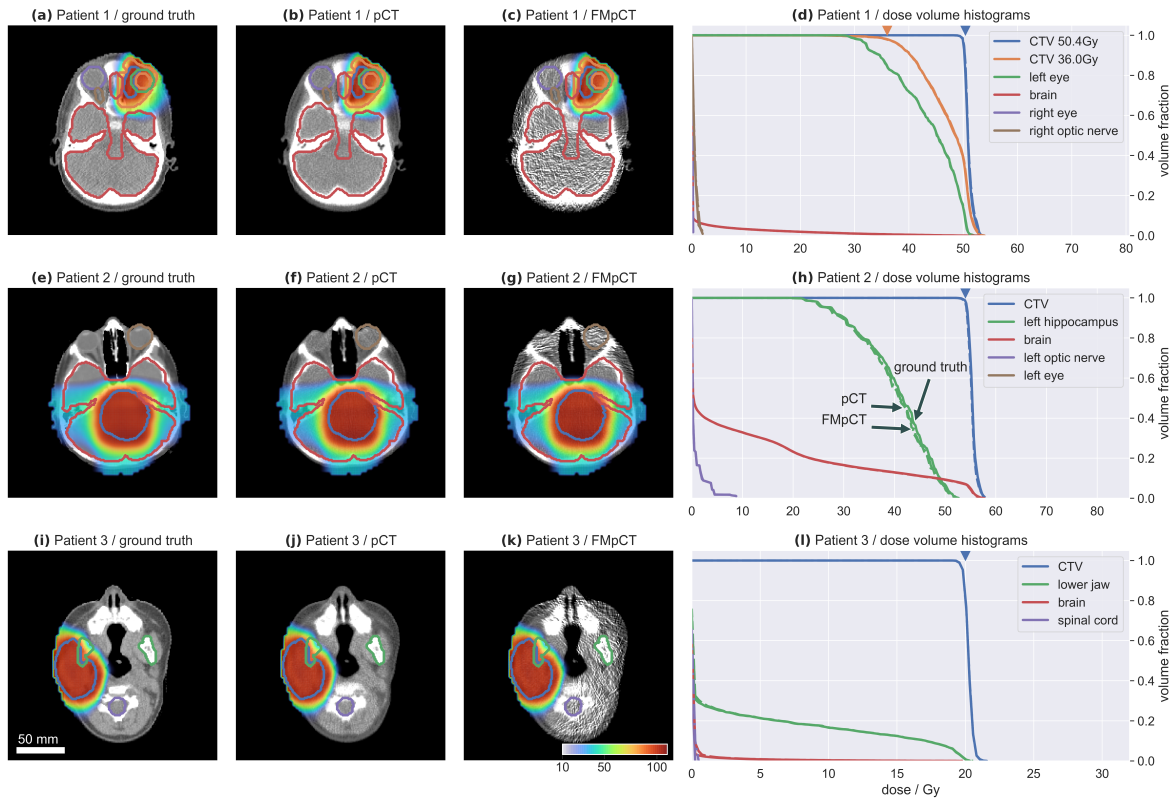 (a) Patient 1 / ground truth
(b) Patient 1 / pCT
(c) Patient 1 / FMpCT
(d) Patient 1 / dose volume histograms
CTV 50.4Gy
CTV 36.0Gy
left eye
brain
right eye
right optic nerve
1.0
0.8
0.6
0.4
0.2
0.0
volume fraction
0 10 20 30 40 50 60 70 80
(e) Patient 2 / ground truth
(f) Patient 2 / pCT
(g) Patient 2 / FMpCT
(h) Patient 2 / dose volume histograms
CTV
left hippocampus
brain
left optic nerve
left eye
ground truth
pCT
FMpCT
1.0
0.8
0.6
0.4
0.2
0.0
volume fraction
0 10 20 30 40 50 60 70 80
(i) Patient 3 / ground truth
(j) Patient 3 / pCT
(k) Patient 3 / FMpCT
(l) Patient 3 / dose volume histograms
CTV
lower jaw
brain
spinal cord
1.0
0.8
0.6
0.4
0.2
0.0
volume fraction
50 mm
10 50 100
0 5 10 15 20 25 30
dose / Gy